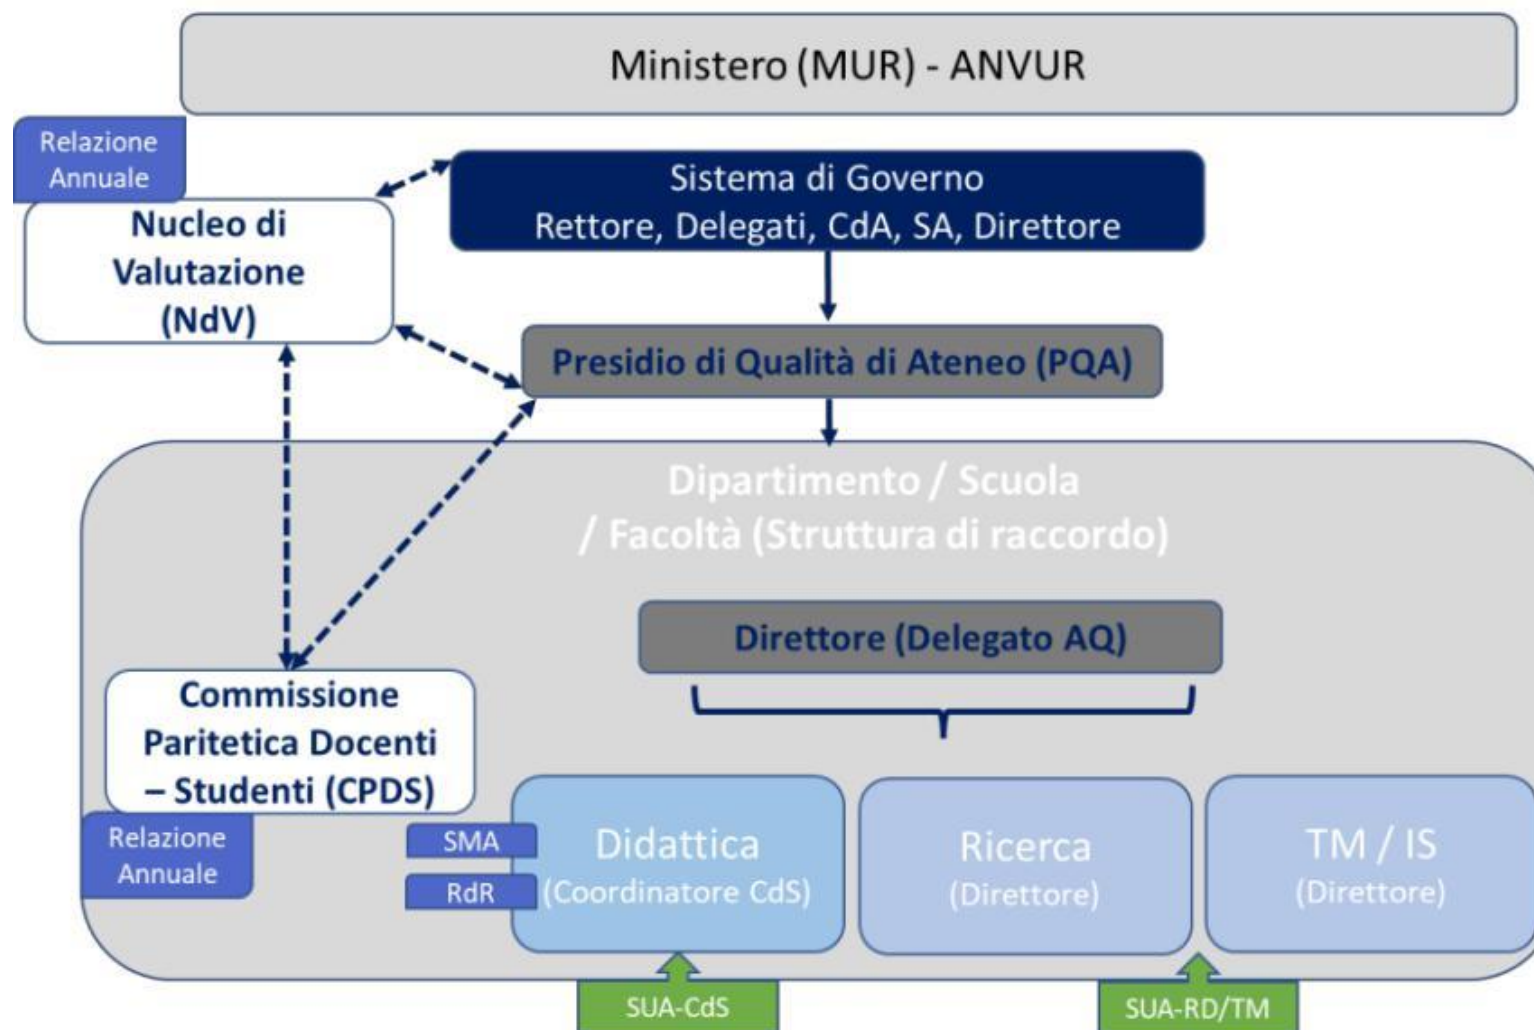 Ministero (MUR) - ANVUR
Relazione
Annuale
Nucleo di
Valutazione
(NdV)
Sistema di Governo
Rettore, Delegati, CdA, SA, Direttore
Presidio di Qualità di Ateneo (PQA)
Dipartimento / Scuola
/ Facoltà (Struttura di raccordo)
Direttore (Delegato AQ)
Commissione
Paritetica Docenti
– Studenti (CPDS)
Relazione
Annuale
SMA
RdR
Didattica
(Coordinatore CdS)
Ricerca
(Direttore)
TM / IS
(Direttore)
SUA-CdS
SUA-RD/TM